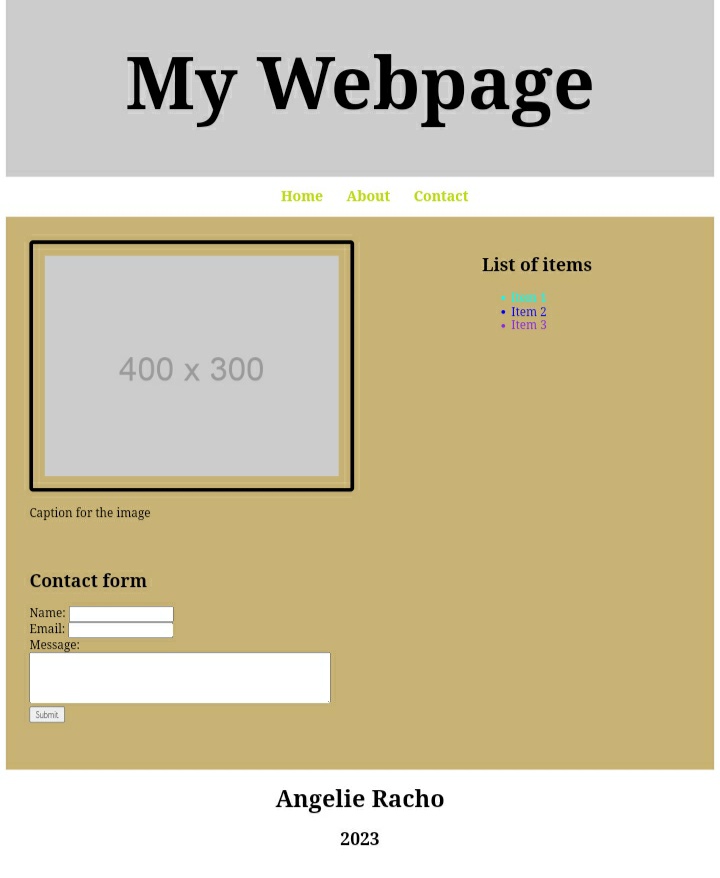 My Webpage
Home About Contact
400 x 300
Caption for the image
List of items
• Item 1
• Item 2
• Item 3
Contact form
Name:
Email:
Message:
Submit
Angelie Racho
2023